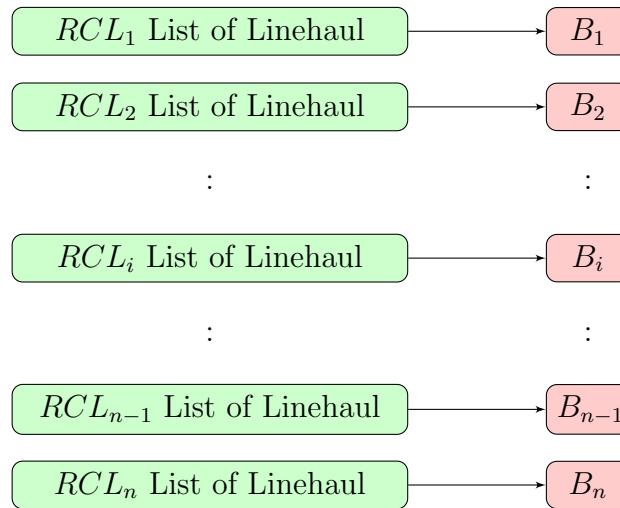 RCL₁ List of Linehaul B₁
RCL₂ List of Linehaul B₂
: :
RCLᵢ List of Linehaul Bᵢ
: :
RCLₙ₋₁ List of Linehaul Bₙ₋₁
RCLₙ List of Linehaul Bₙ